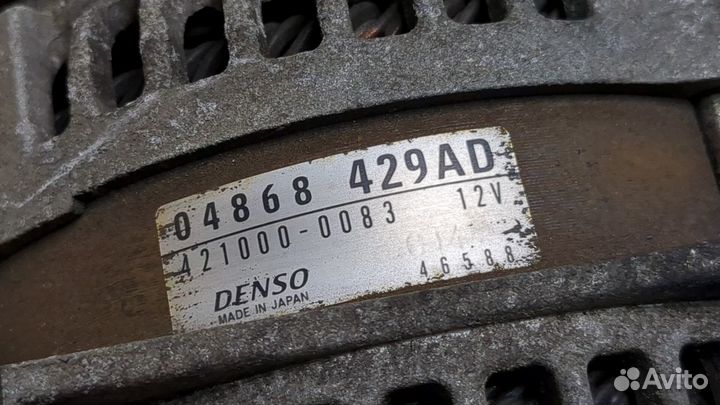 04868 429AD
421000-0083 12V
DENSO 46588
MADE IN JAPAN
Avito